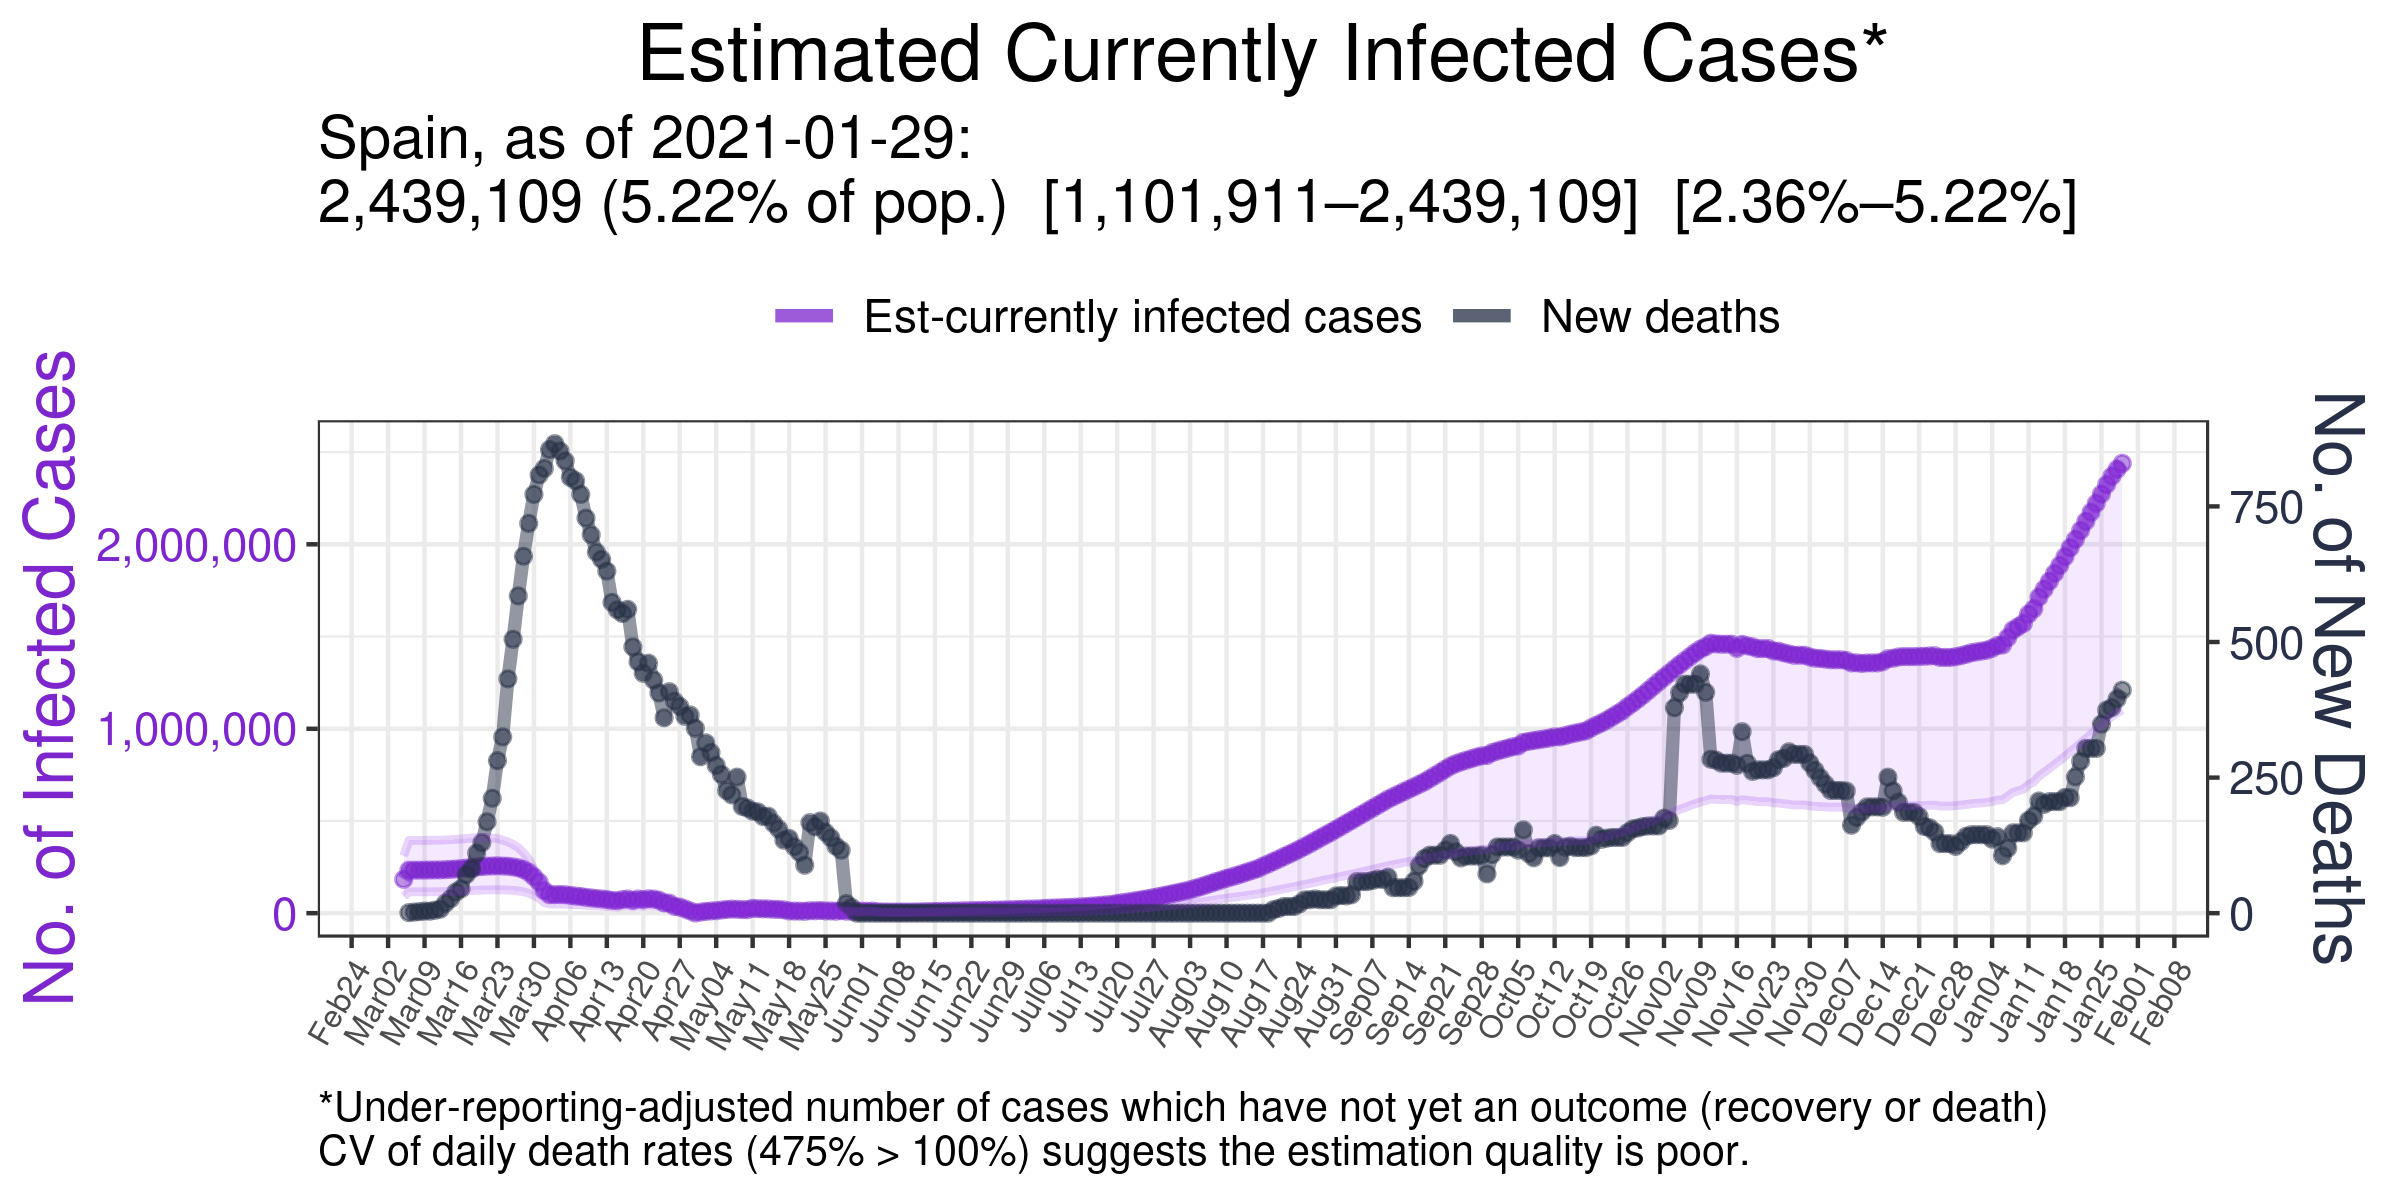 Estimated Currently Infected Cases*
Spain, as of 2021-01-29:
2,439,109 (5.22% of pop.) [1,101,911–2,439,109] [2.36%–5.22%]
Est-currently infected cases New deaths
No. of Infected Cases
2,000,000
1,000,000
0
No. of New Deaths
750
500
250
0
Feb24 Mar02 Mar09 Mar16 Mar23 Mar30 Apr06 Apr13 Apr20 Apr27 May04 May11 May18 May25 Jun01 Jun08 Jun15 Jun22 Jun29 Jul06 Jul13 Jul20 Jul27 Aug03 Aug10 Aug17 Aug24 Aug31 Sep07 Sep14 Sep21 Sep28 Oct05 Oct12 Oct19 Oct26 Nov02 Nov09 Nov16 Nov23 Nov30 Dec07 Dec14 Dec21 Dec28 Jan04 Jan11 Jan18 Jan25 Feb01 Feb08
*Under-reporting-adjusted number of cases which have not yet an outcome (recovery or death)
CV of daily death rates (475% > 100%) suggests the estimation quality is poor.